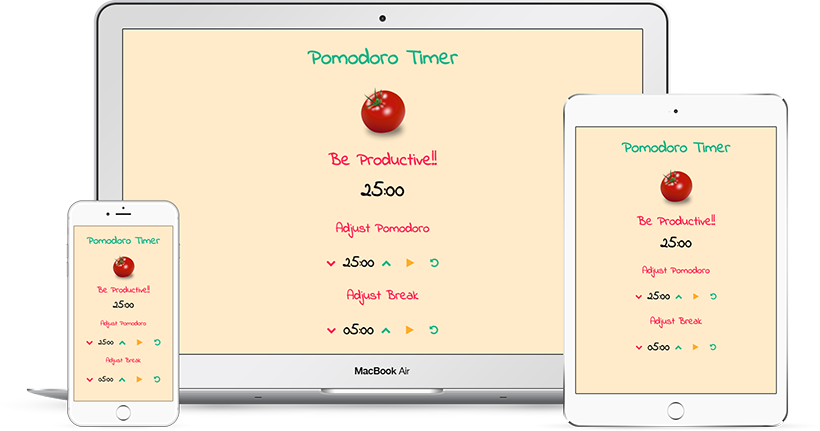 Pomodoro Timer
Be Productive!!
25:00
Adjust Pomodoro
25:00
Adjust Break
05:00
MacBook Air
Pomodoro Timer
Be Productive!!
25:00
Adjust Pomodoro
25:00
Adjust Break
05:00
Pomodoro Timer
Be Productive!!
25:00
Adjust Pomodoro
25:00
Adjust Break
05:00